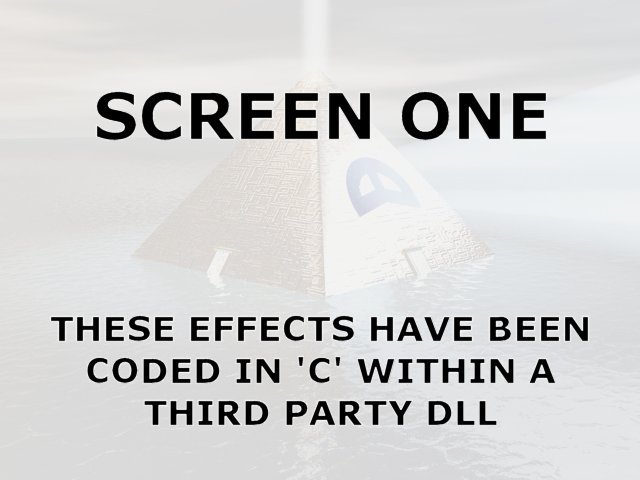 SCREEN ONE
THESE EFFECTS HAVE BEEN
CODED IN 'C' WITHIN A
THIRD PARTY DLL